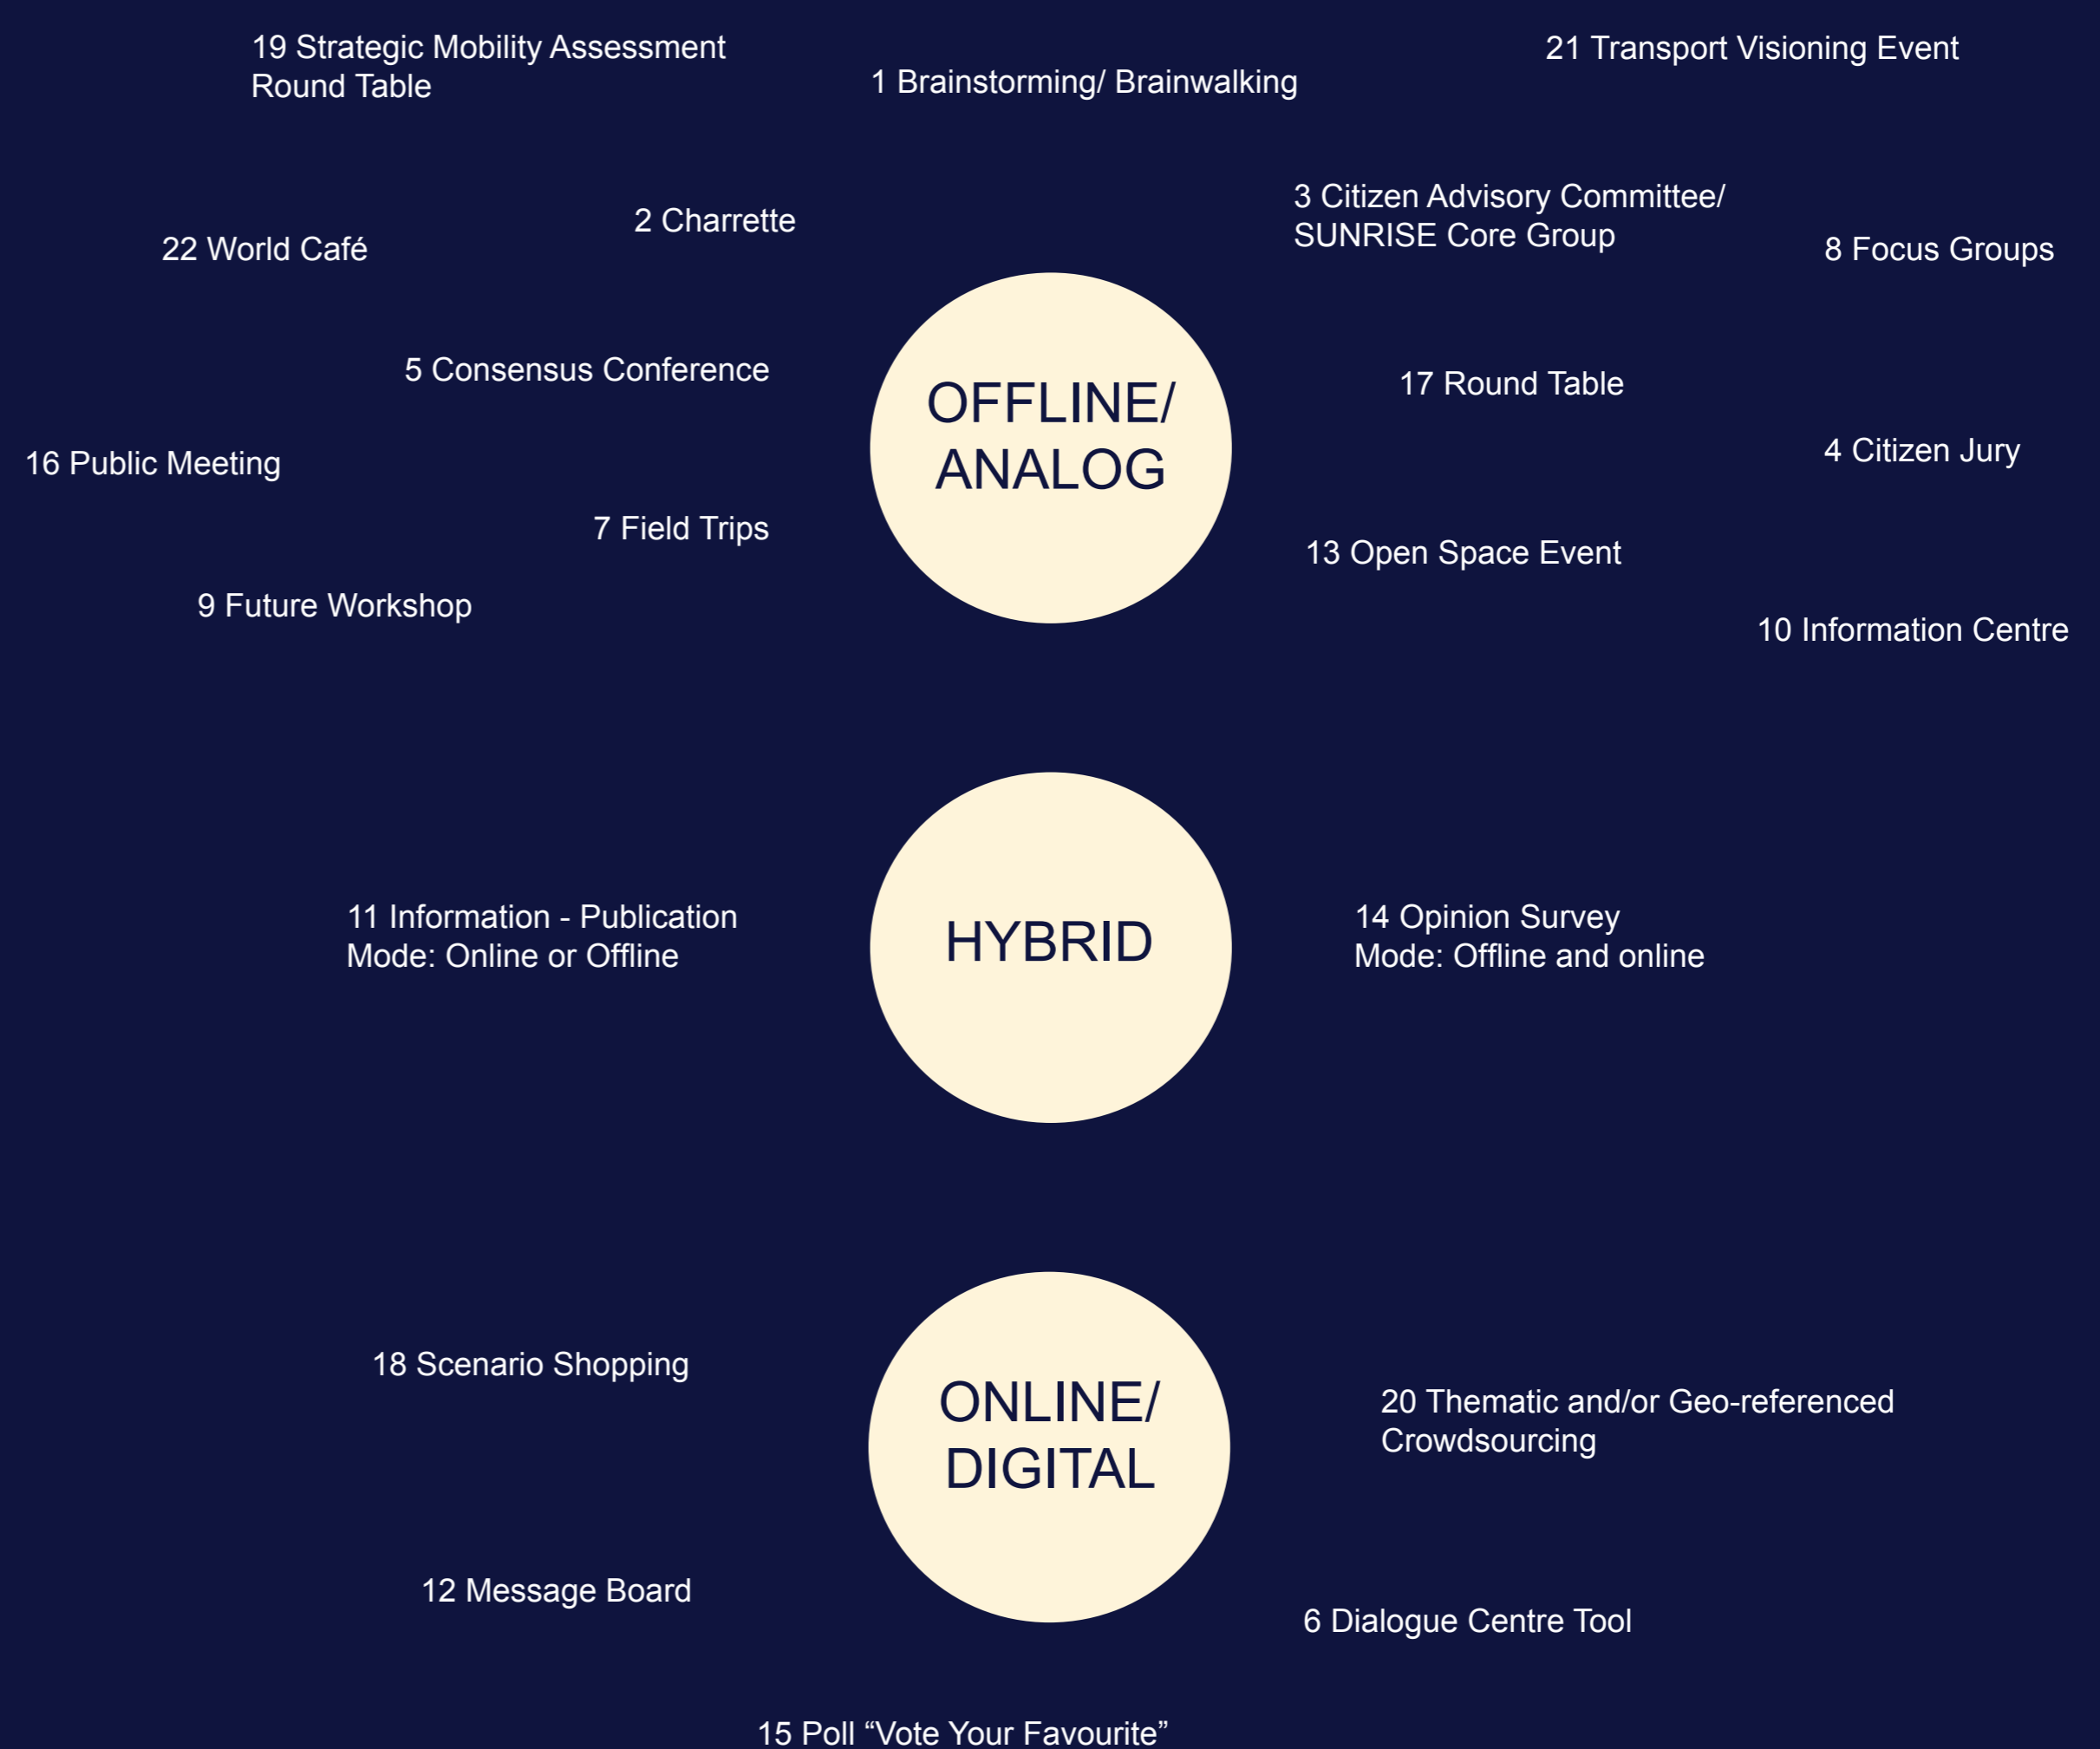 19 Strategic Mobility Assessment
Round Table
1 Brainstorming/ Brainwalking
21 Transport Visioning Event
2 Charrette
3 Citizen Advisory Committee/
SUNRISE Core Group
22 World Café
8 Focus Groups
5 Consensus Conference
OFFLINE/
ANALOG
17 Round Table
16 Public Meeting
4 Citizen Jury
7 Field Trips
13 Open Space Event
9 Future Workshop
10 Information Centre
11 Information - Publication
Mode: Online or Offline
HYBRID
14 Opinion Survey
Mode: Offline and online
18 Scenario Shopping
ONLINE/
DIGITAL
20 Thematic and/or Geo-referenced
Crowdsourcing
12 Message Board
6 Dialogue Centre Tool
15 Poll “Vote Your Favourite”